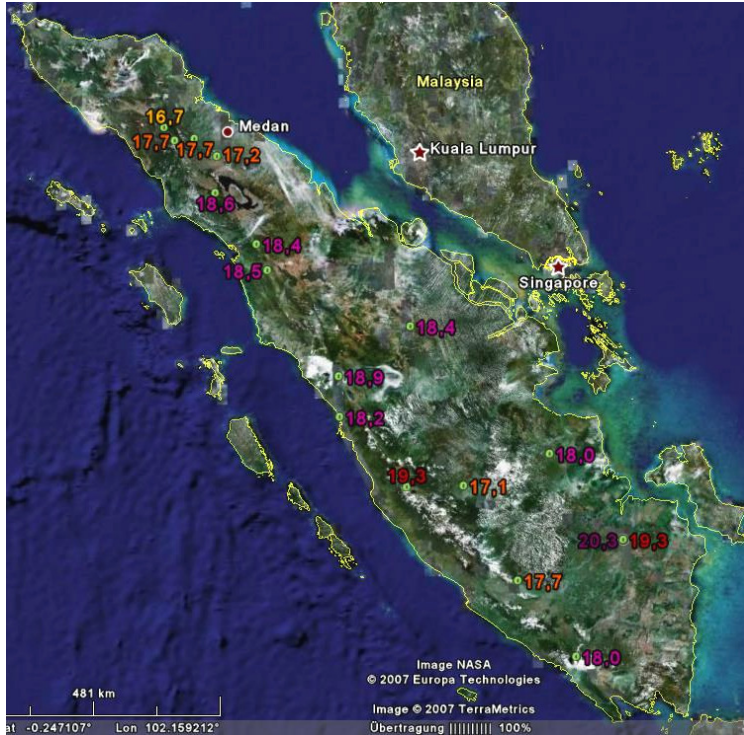 Malaysia
16,7
Medan
17,7
17,7
17,2
Kuala Lumpur
18,6
18,4
18,5
Singapore
18,4
18,9
18,2
18,0
19,3
17,1
20,3
19,3
17,7
18,0
Image NASA
© 2007 Europa Technologies
481 km
Image © 2007 TerraMetrics
at -0.247107° Lon 102.159212° Übertragung |||||||||| 100%